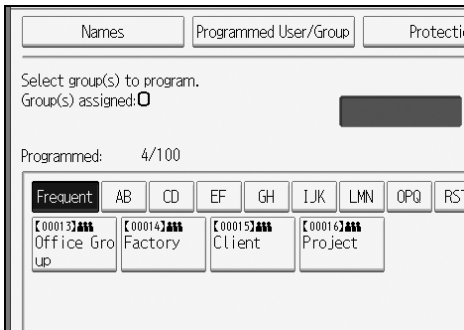 Names Programmed User/Group Protecti
Select group(s) to program.
Group(s) assigned:0
Programmed: 4/100
Frequent AB CD EF GH IJK LMN OPQ RST
【00013】 【00014】 【00015】 【00016】
Office Gro Factory Client Project
up